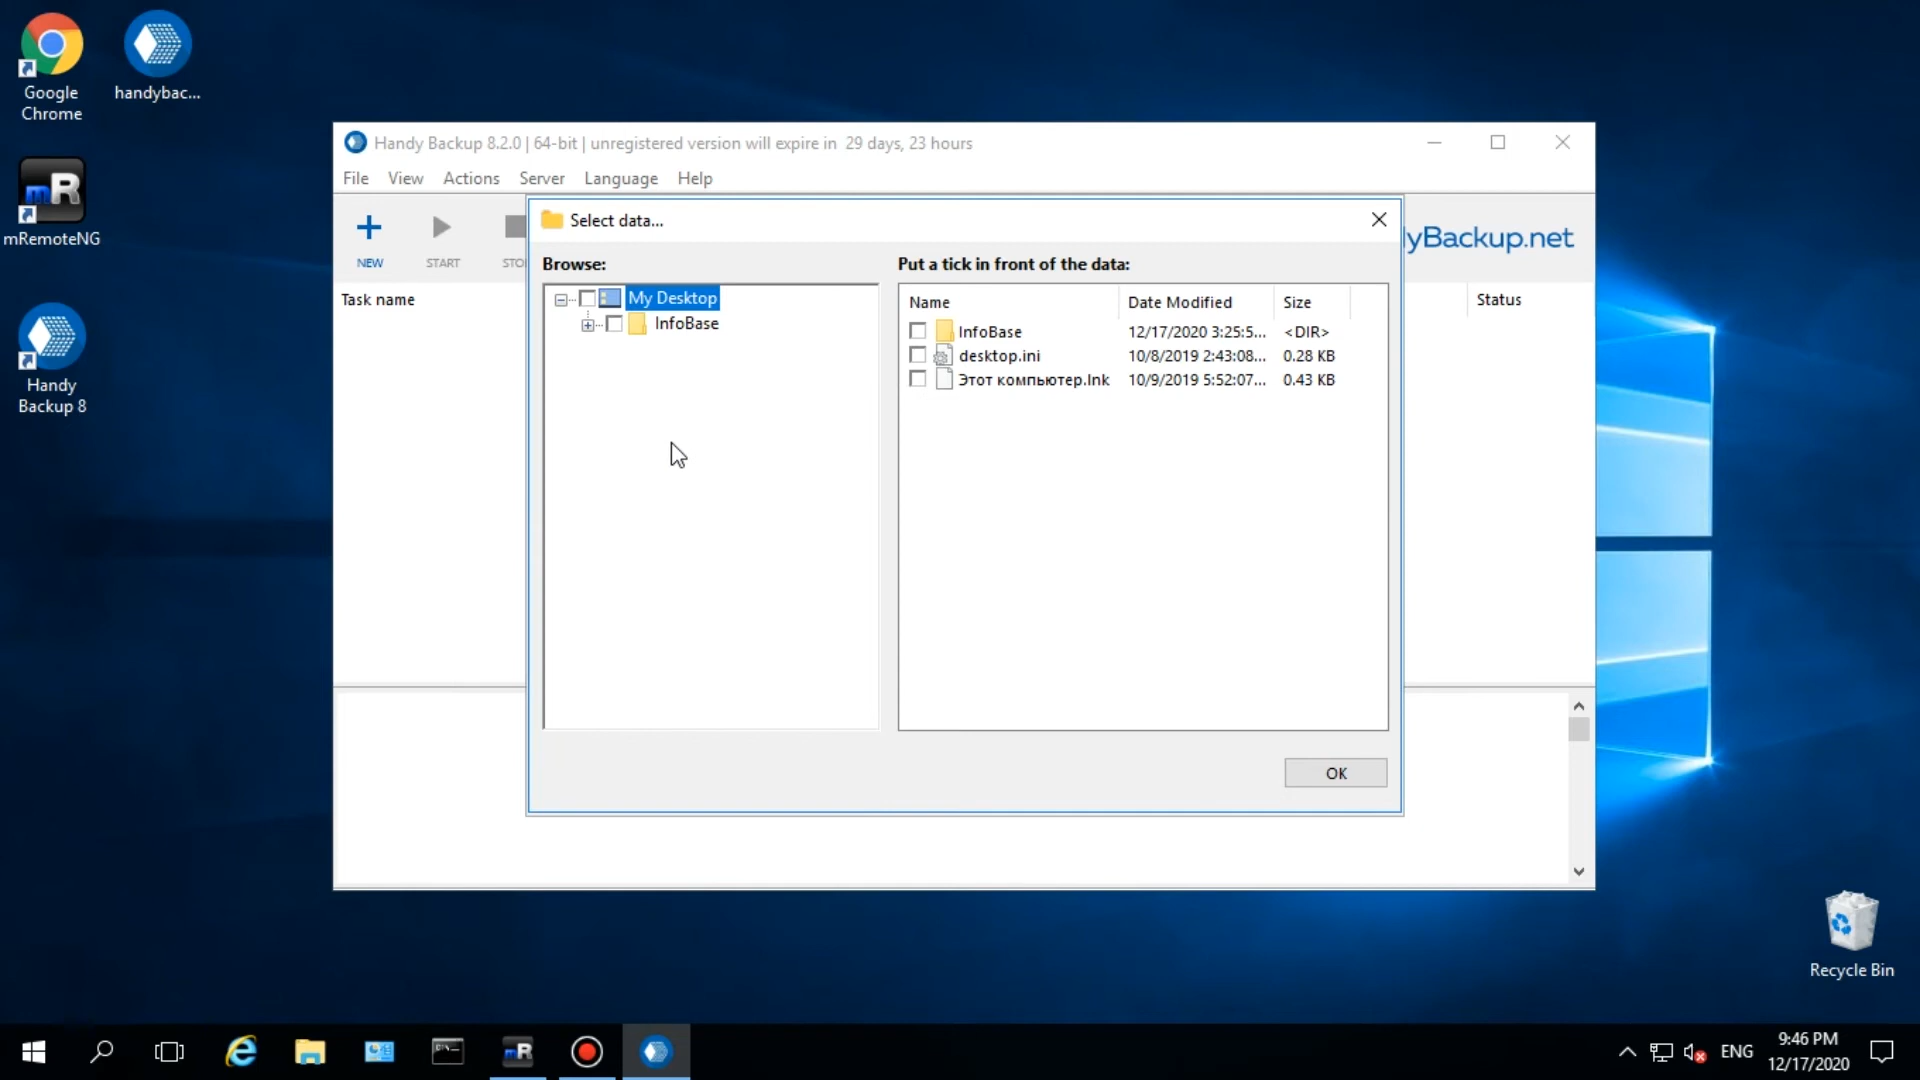 Google
Chrome
handybac...
mRemoteNG
Handy
Backup 8
Handy Backup 8.2.0 | 64-bit | unregistered version will expire in 29 days, 23 hours
File View Actions Server Language Help
NEW START STO
yBackup.net
Task name
Status
Select data...
Browse:
My Desktop
InfoBase
Put a tick in front of the data:
Name Date Modified Size
InfoBase 12/17/2020 3:25:5... <DIR>
desktop.ini 10/8/2019 2:43:08... 0.28 KB
Этот компьютер.lnk 10/9/2019 5:52:07... 0.43 KB
OK
Recycle Bin
mR
ENG
9:46 PM
12/17/2020